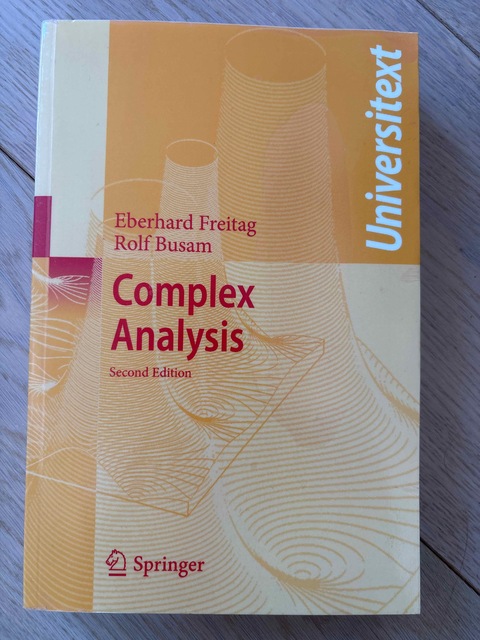 Universitext
Eberhard Freitag
Rolf Busam
Complex
Analysis
Second Edition
Springer